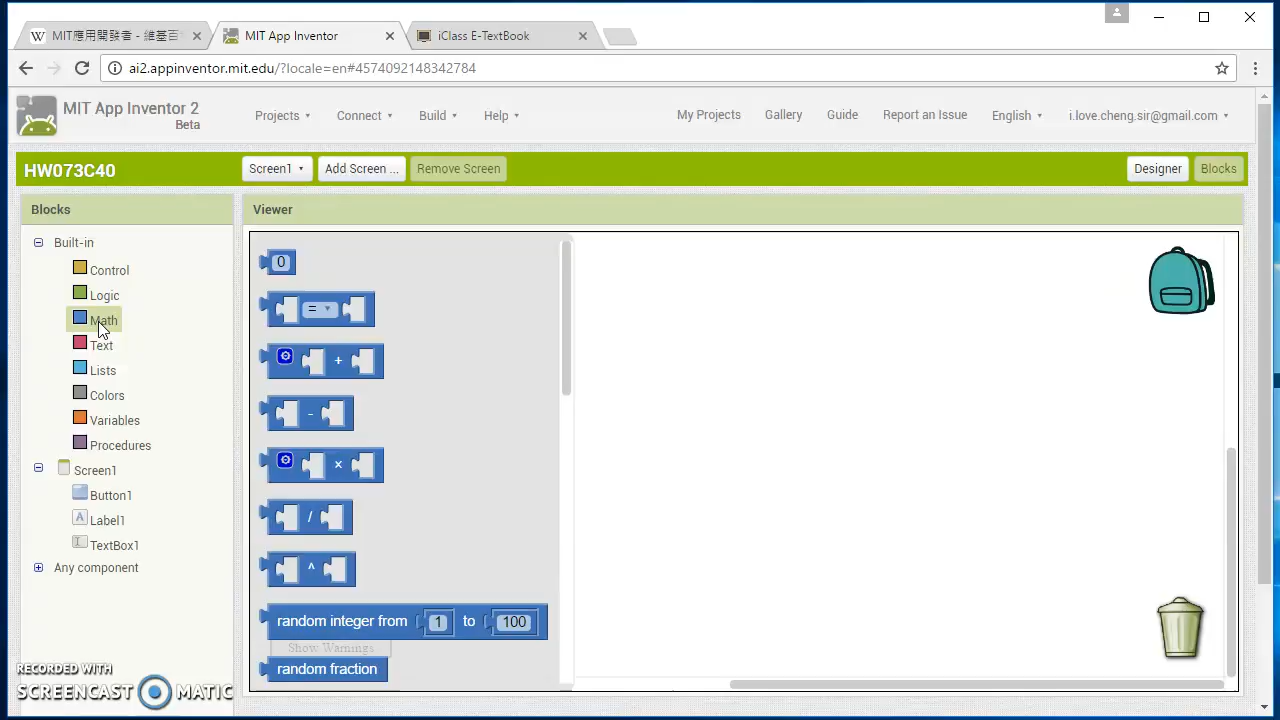 W MIT應用開發者 - 維基百
MIT App Inventor
iClass E-TextBook
ai2.appinventor.mit.edu/?locale=en#4574092148342784
MIT App Inventor 2
Beta
Projects
Connect
Build
Help
My Projects
Gallery
Guide
Report an Issue
English
i.love.cheng.sir@gmail.com
HW073C40
Screen1
Add Screen ...
Remove Screen
Designer
Blocks
Blocks
Viewer
Built-in
Control
Logic
Math
Text
Lists
Colors
Variables
Procedures
Screen1
Button1
A Label1
TextBox1
Any component
0
=
+
-
×
/
^
random integer from 1 to 100
Show Warnings
random fraction
RECORDED WITH
SCREENCAST MATIC